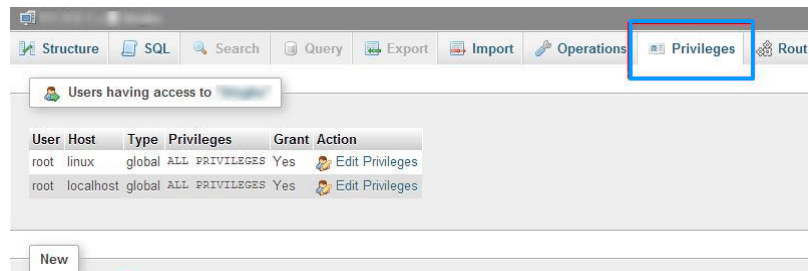 Structure SQL Search Query Export Import Operations Privileges Rout
Users having access to
User Host Type Privileges Grant Action
root linux global ALL PRIVILEGES Yes Edit Privileges
root localhost global ALL PRIVILEGES Yes Edit Privileges
New